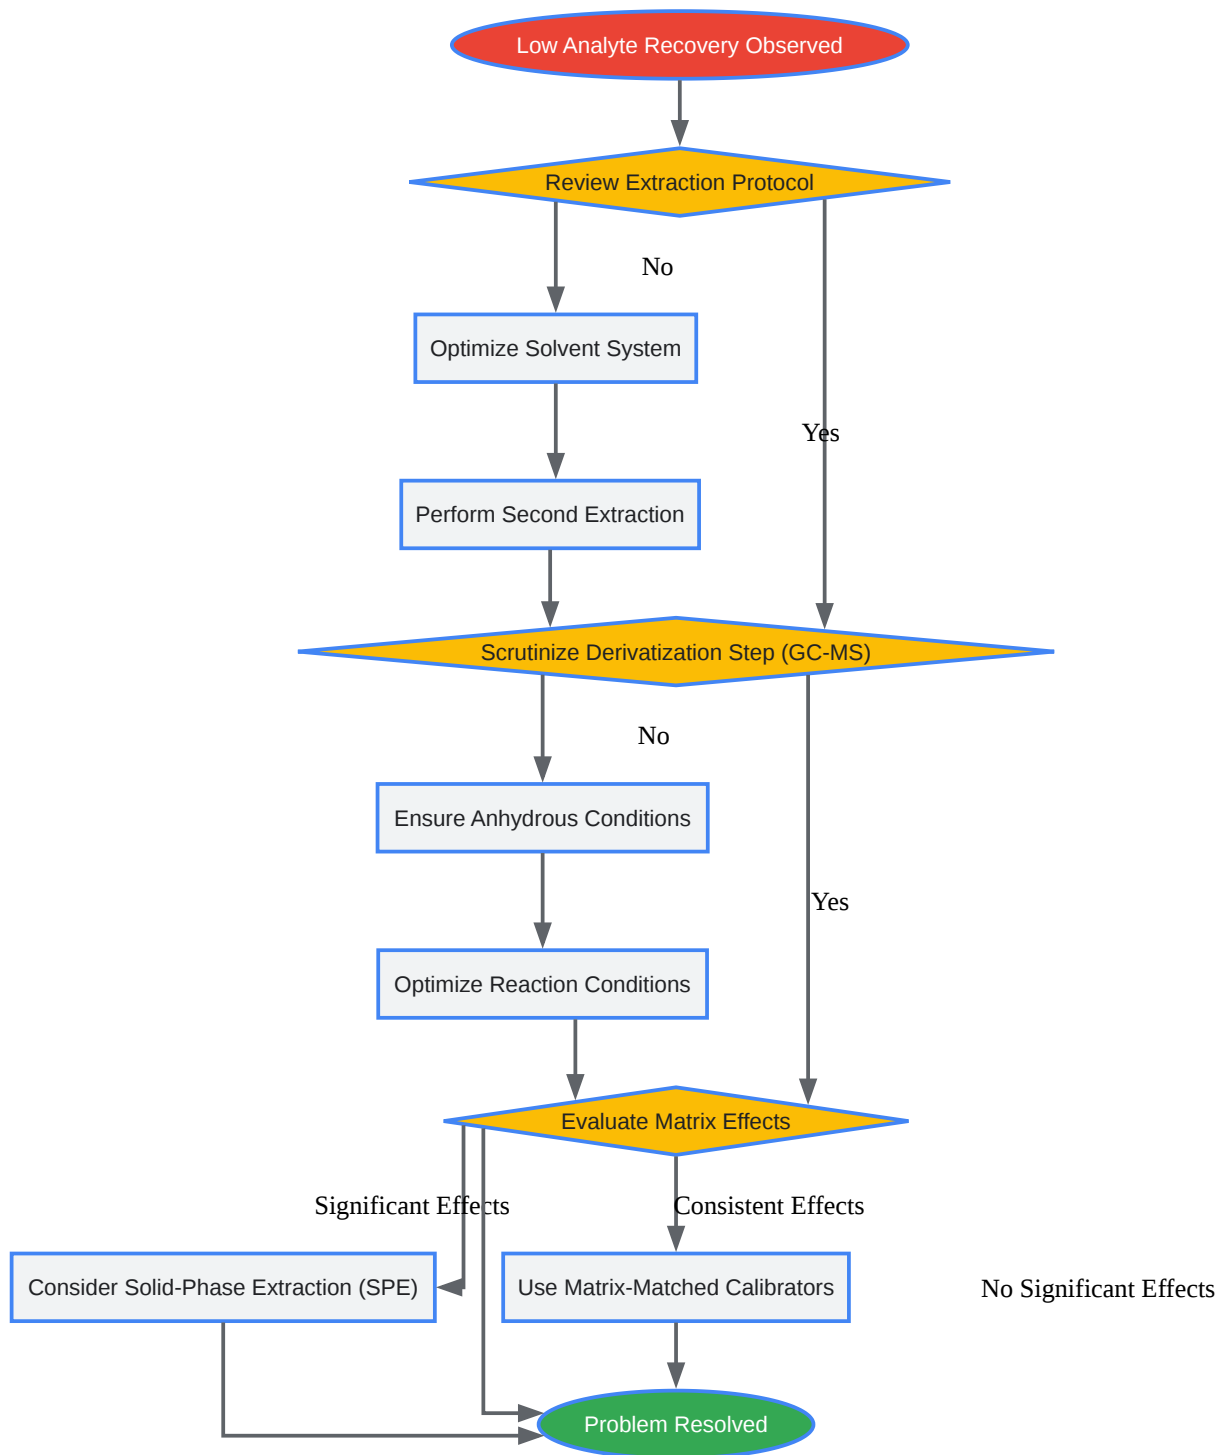 Low Analyte Recovery Observed
Review Extraction Protocol
No
Optimize Solvent System
Yes
Perform Second Extraction
Scrutinize Derivatization Step (GC-MS)
No
Ensure Anhydrous Conditions
Yes
Optimize Reaction Conditions
Evaluate Matrix Effects
Significant Effects
Consistent Effects
Consider Solid-Phase Extraction (SPE)
Use Matrix-Matched Calibrators
No Significant Effects
Problem Resolved